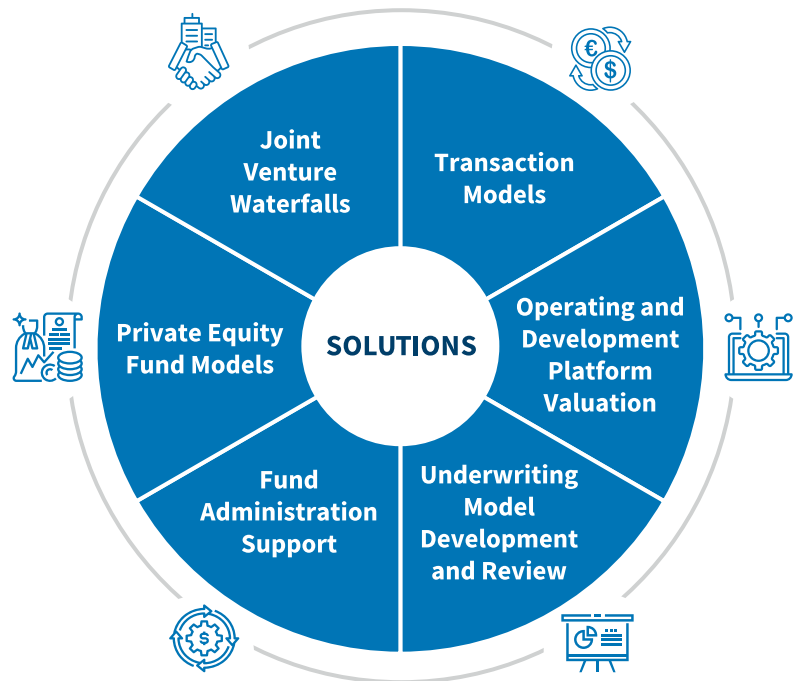 Joint
Venture
Waterfalls
Transaction
Models
Operating and
Development
Platform
Valuation
Underwriting
Model
Development
and Review
Fund
Administration
Support
Private Equity
Fund Models
SOLUTIONS
€
$
$